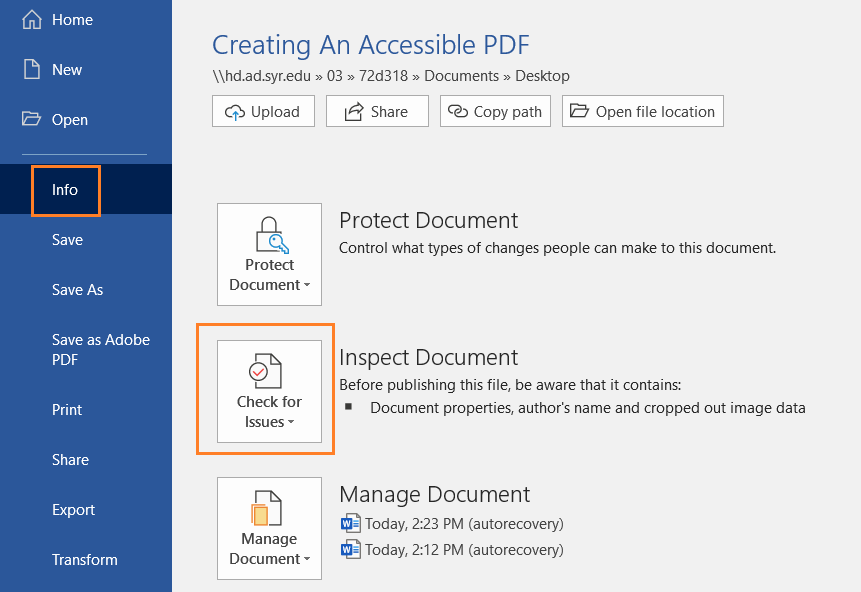 Home
New
Open
Info
Save
Save As
Save as Adobe
PDF
Print
Share
Export
Transform
Creating An Accessible PDF
\\hd.ad.syr.edu » 03 » 72d318 » Documents » Desktop
Upload Share Copy path Open file location
Protect
Document
Protect Document
Control what types of changes people can make to this document.
Check for
Issues
Inspect Document
Before publishing this file, be aware that it contains:
▪ Document properties, author's name and cropped out image data
Manage
Document
Manage Document
Today, 2:23 PM (autorecovery)
Today, 2:12 PM (autorecovery)